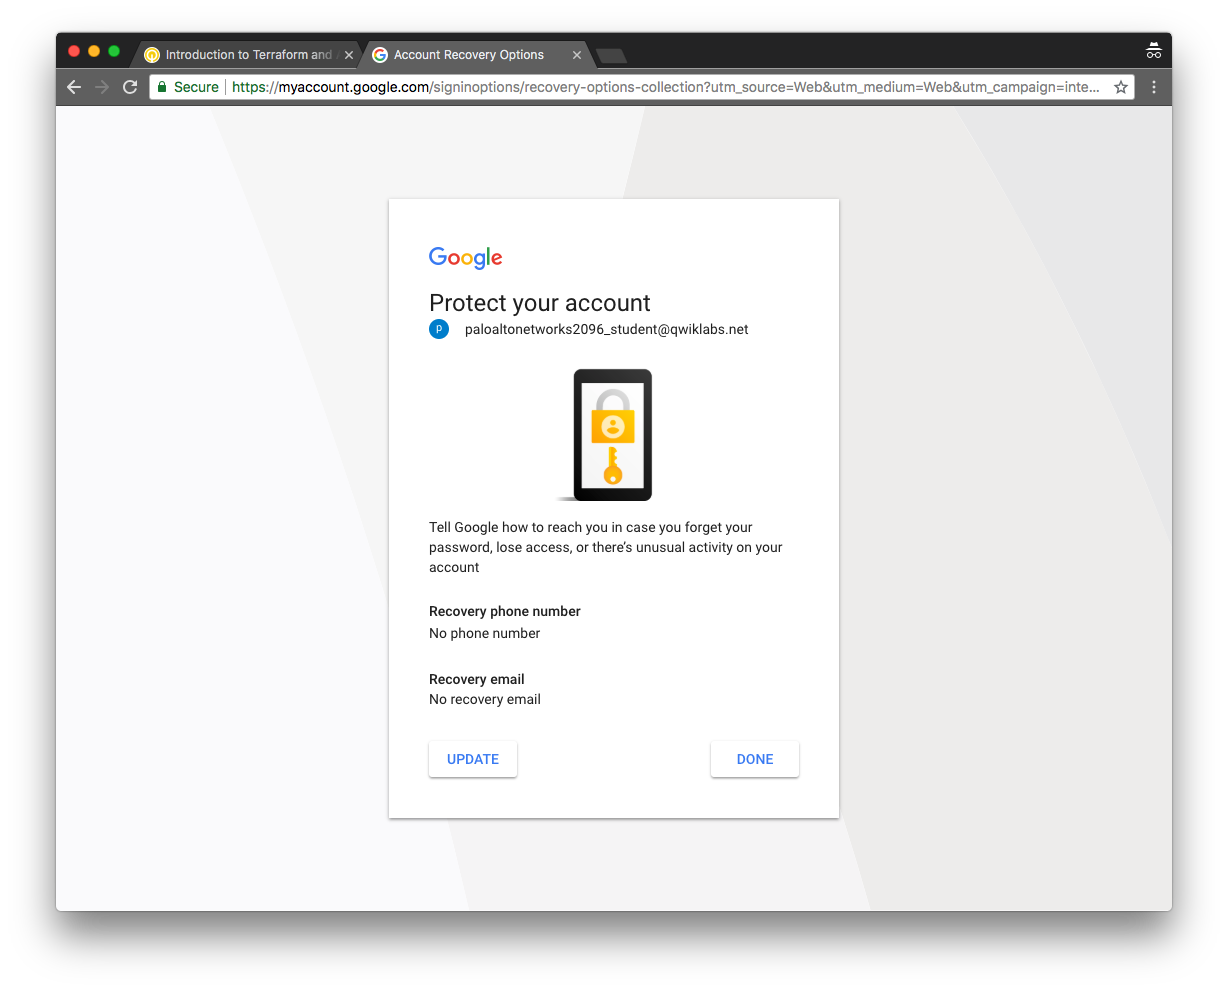 Introduction to Terraform and
Account Recovery Options
Secure
https://myaccount.google.com/signinoptions/recovery-options-collection?utm_source=Web&utm_medium=Web&utm_campaign=inte...
Google
Protect your account
p
paloaltonetworks2096_student@qwiklabs.net
Tell Google how to reach you in case you forget your
password, lose access, or there's unusual activity on your
account
Recovery phone number
No phone number
Recovery email
No recovery email
UPDATE
DONE